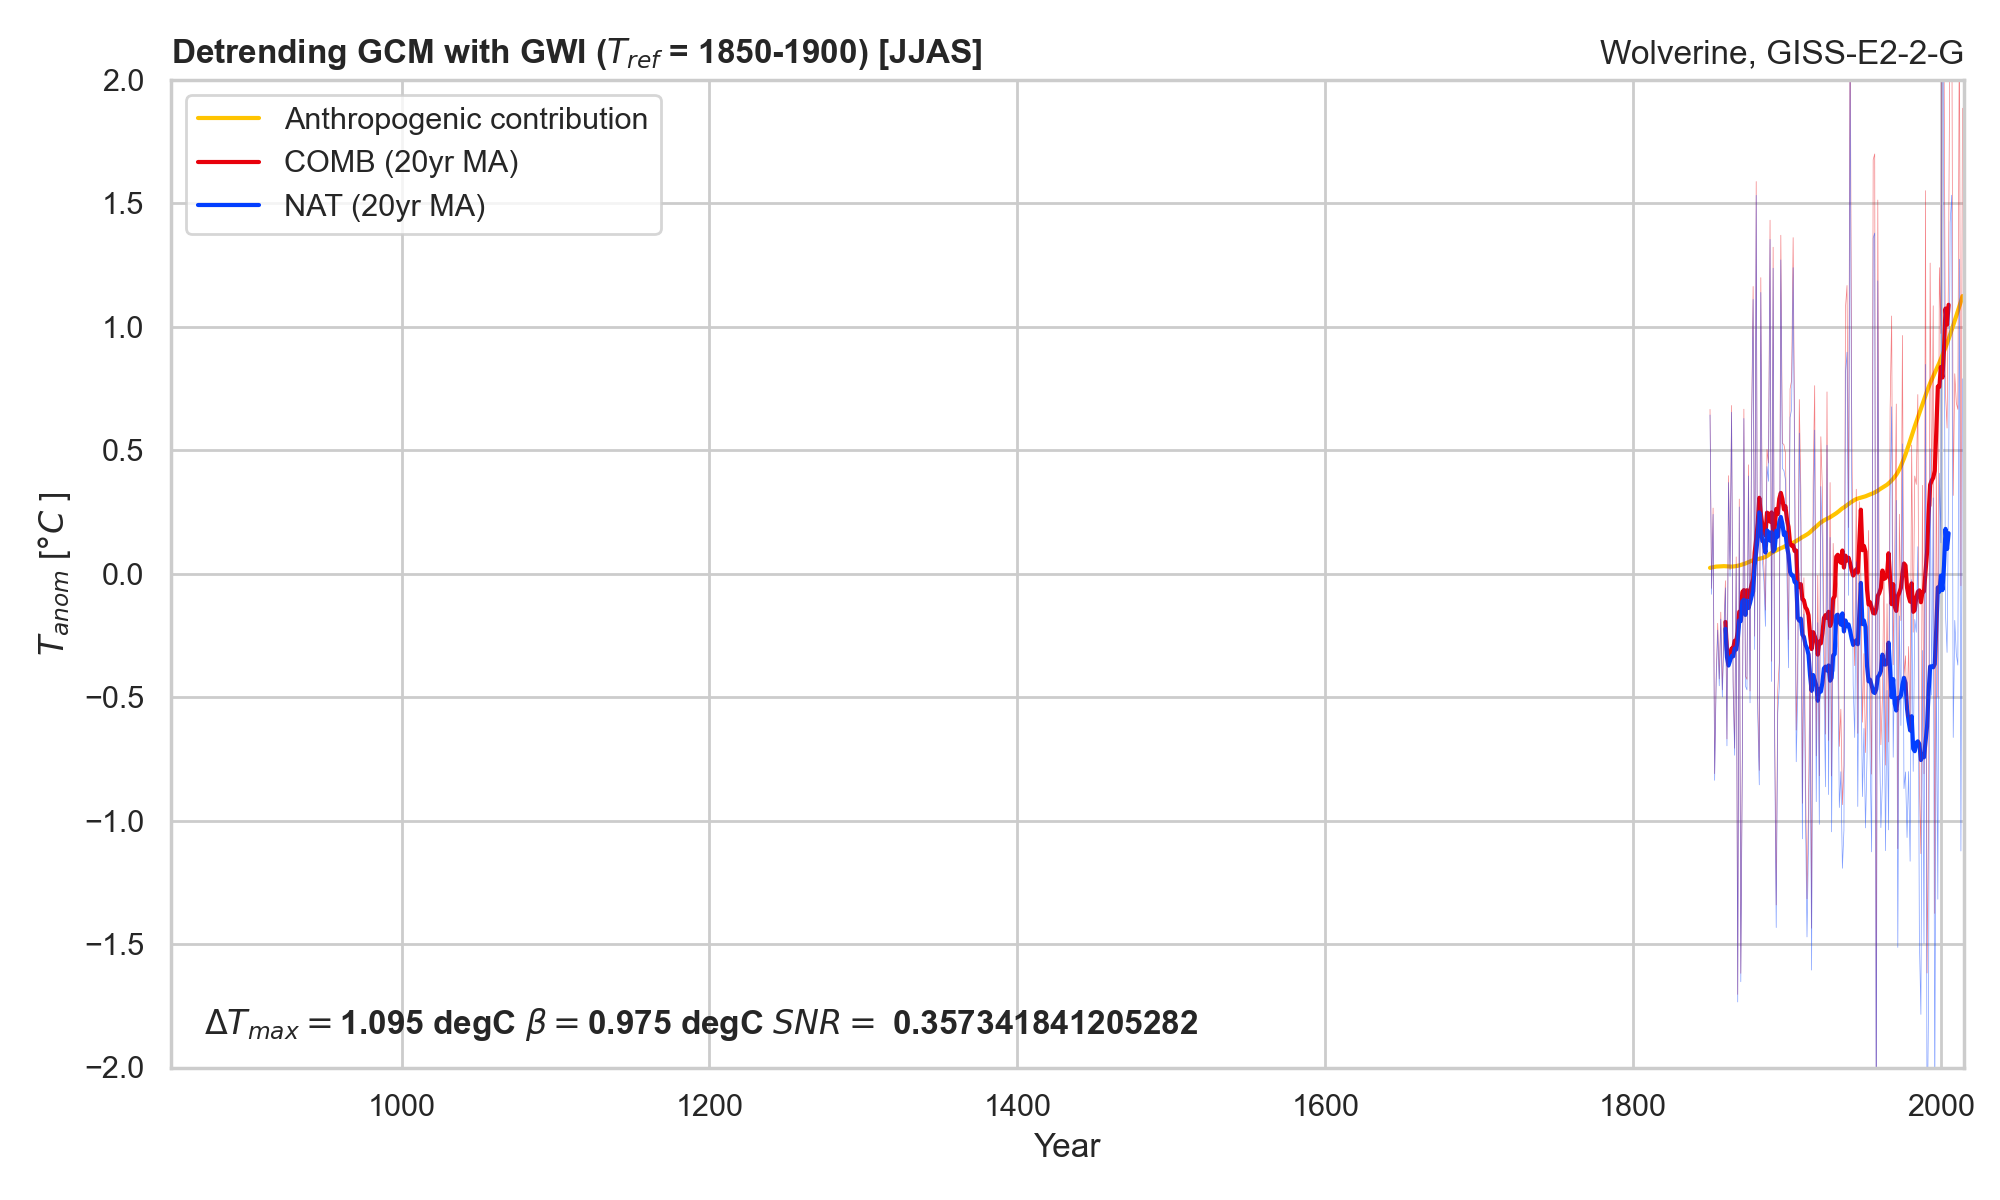 Detrending GCM with GWI (T_ref = 1850-1900) [JJAS]
Wolverine, GISS-E2-2-G
2.0
1.5
1.0
0.5
0.0
−0.5
−1.0
−1.5
−2.0
T_anom [°C]
Anthropogenic contribution
COMB (20yr MA)
NAT (20yr MA)
ΔT_max = 1.095 degC β = 0.975 degC SNR = 0.357341841205282
1000 1200 1400 1600 1800 2000
Year